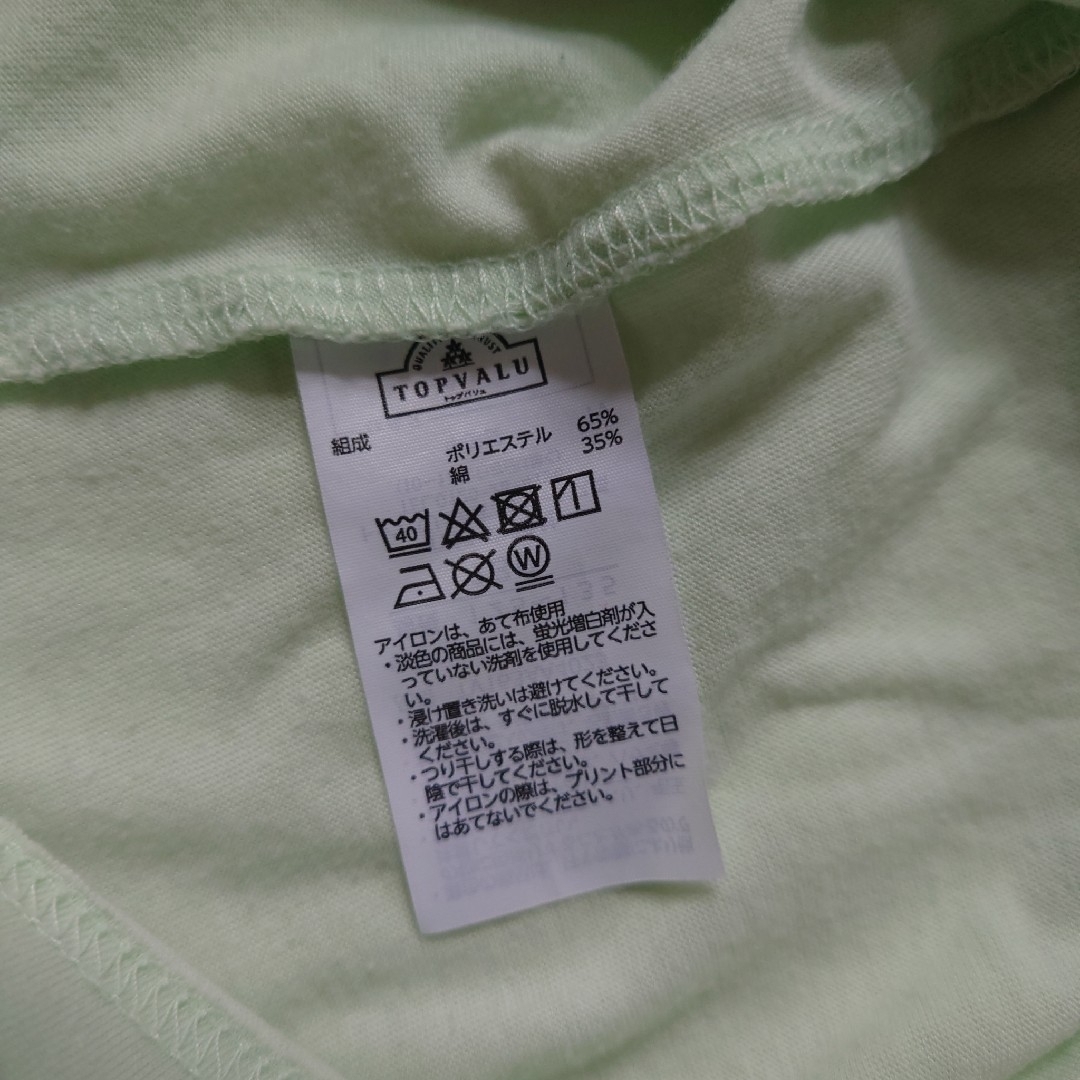 QUALITY TRUST
TOPVALU
トップバリュ
組成 ポリエステル 65%
綿 35%
40
W
アイロンは、あて布使用
・淡色の商品には、蛍光増白剤が入
っていない洗剤を使用してくださ
い。
・浸け置き洗いは避けてください。
・洗濯後は、すぐに脱水して干して
ください。
・つり干しする際は、形を整えて日
陰で干してください。
・アイロンの際は、プリント部分に
はあてないでください。